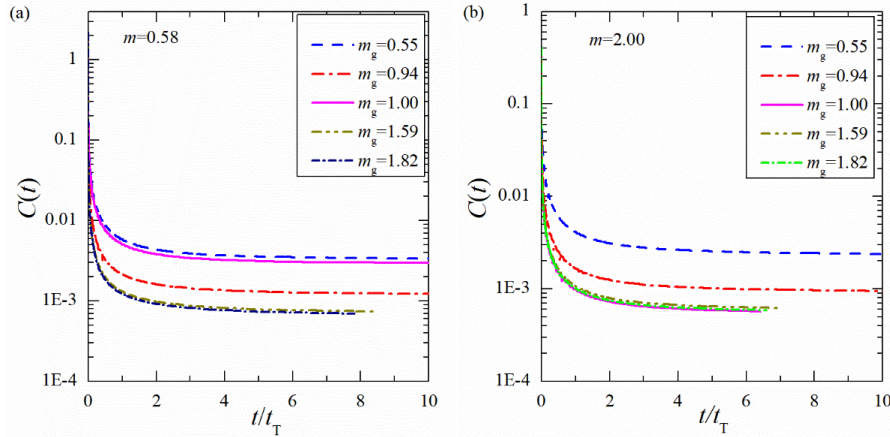 (a)
m=0.58
m_g=0.55
m_g=0.94
m_g=1.00
m_g=1.59
m_g=1.82
1
0.1
0.01
1E-3
1E-4
C(t)
0 2 4 6 8 10
t/t_T
(b)
m=2.00
m_g=0.55
m_g=0.94
m_g=1.00
m_g=1.59
m_g=1.82
1
0.1
0.01
1E-3
1E-4
C(t)
0 2 4 6 8 10
t/t_T